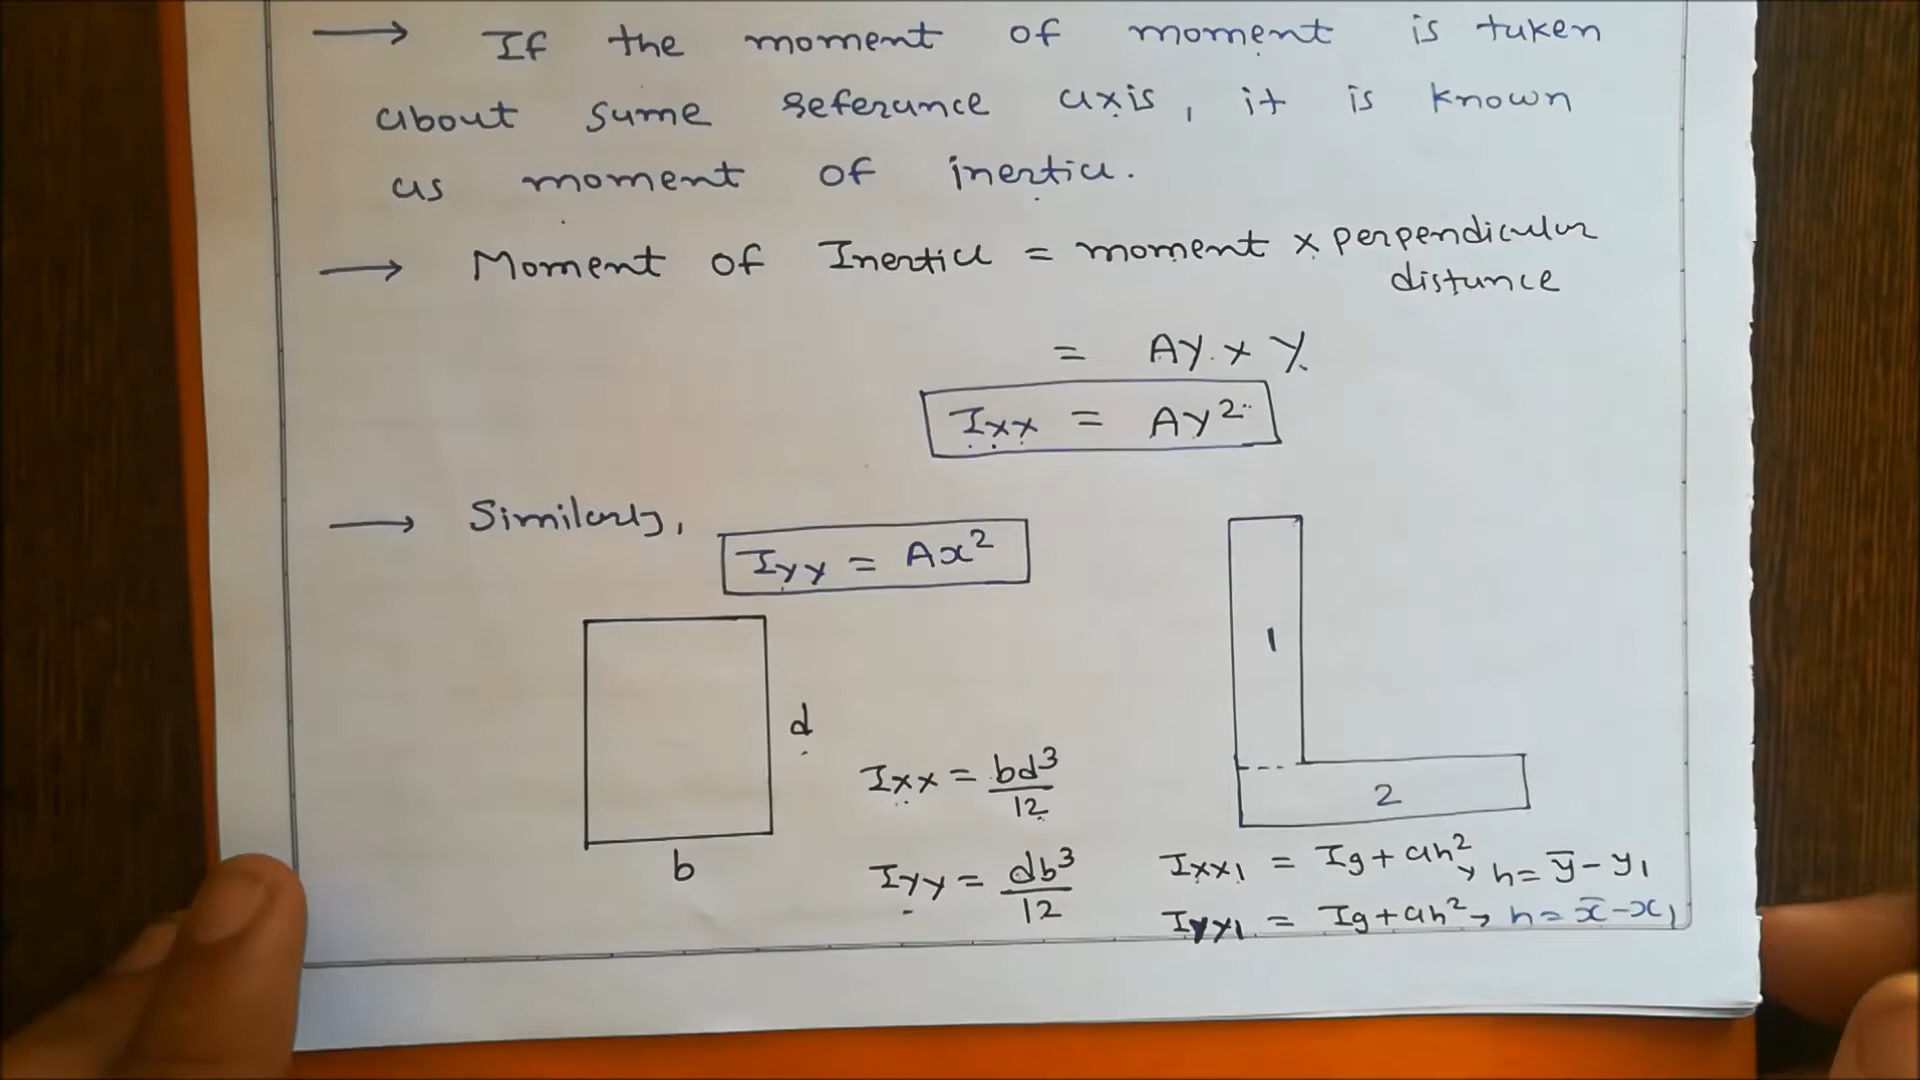 → If the moment of moment is taken
about same referance axis, it is known
as moment of inertia.
→ Moment of Inertia = moment × perpendicular
distance
= Ay × y
Ixx = Ay²
→ Similarly,
Iyy = Ax²
1
d
Ixx = bd³/12
2
b
Iyy = db³/12
Ixx1 = Ig + ah² → h = ȳ - y1
Iyy1 = Ig + ah² → h = x̄ - x1